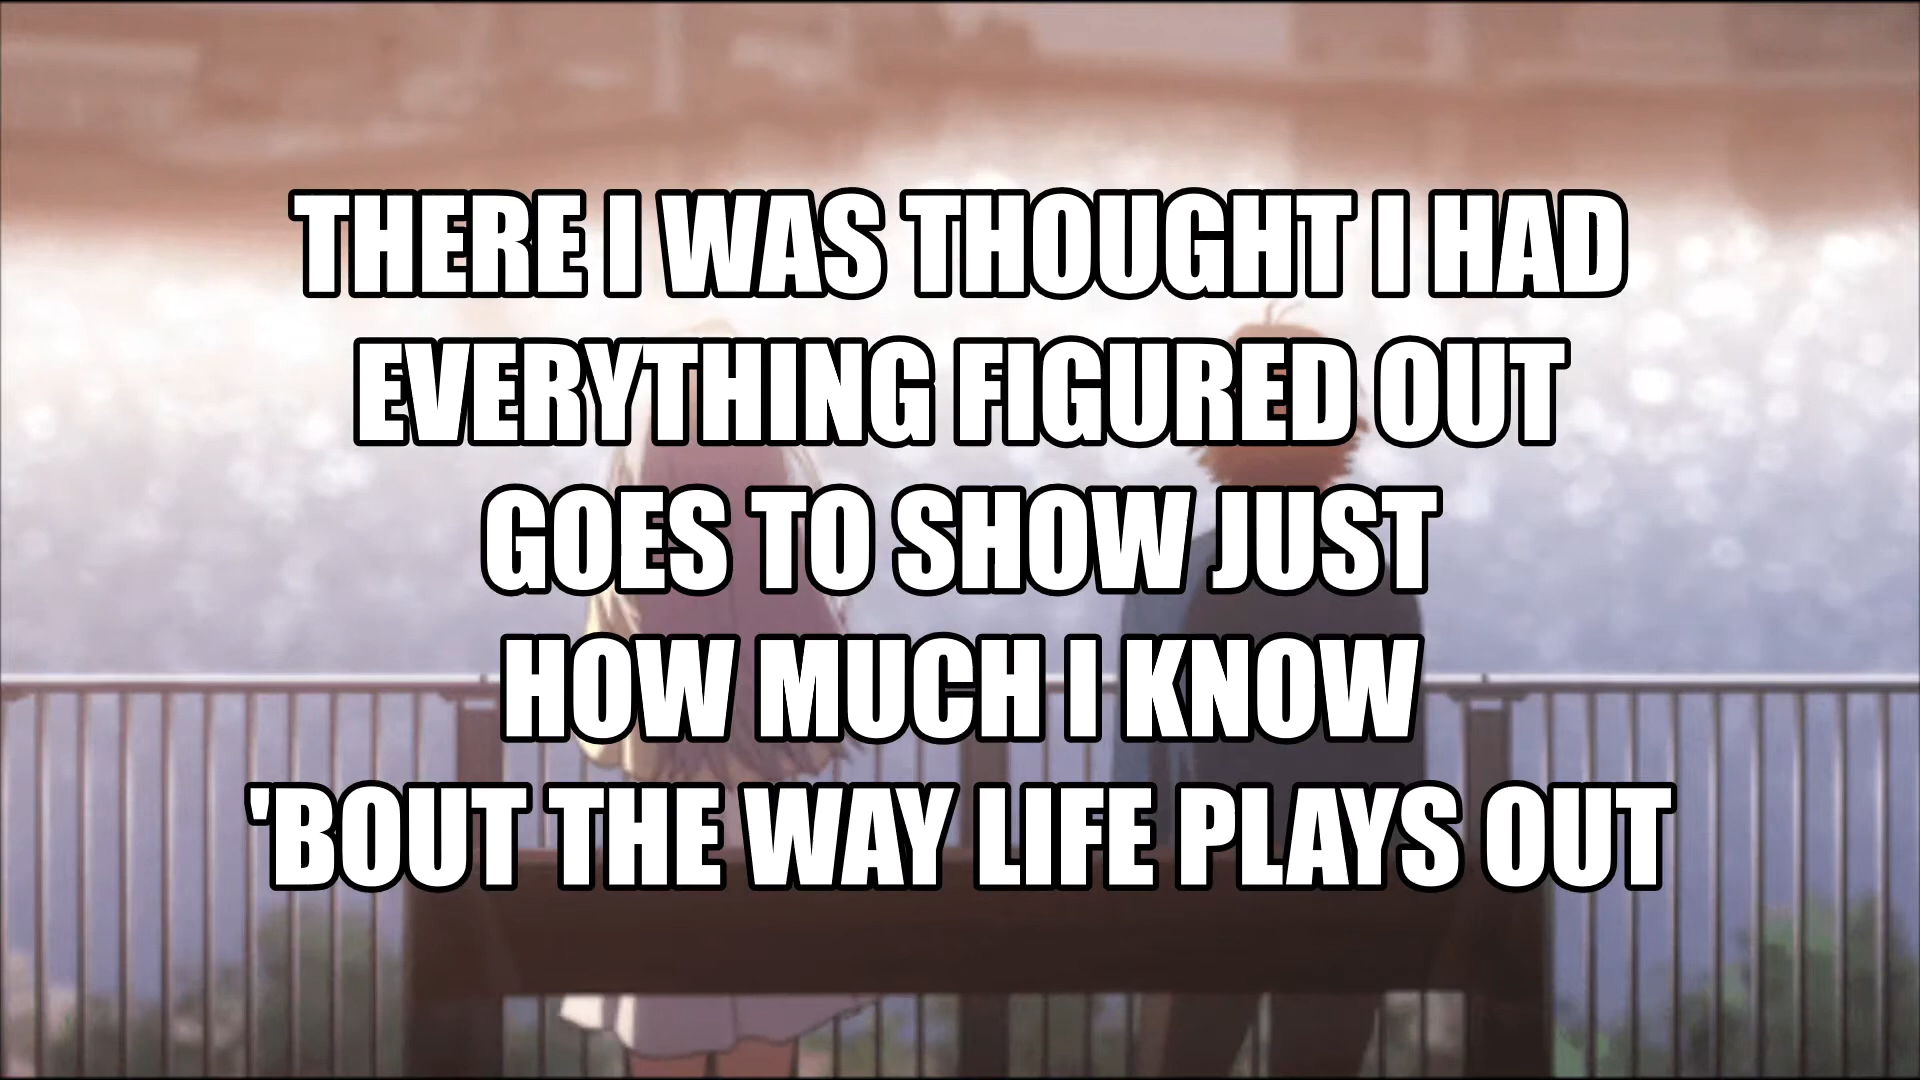 THERE I WAS THOUGHT I HAD
EVERYTHING FIGURED OUT
GOES TO SHOW JUST
HOW MUCH I KNOW
'BOUT THE WAY LIFE PLAYS OUT